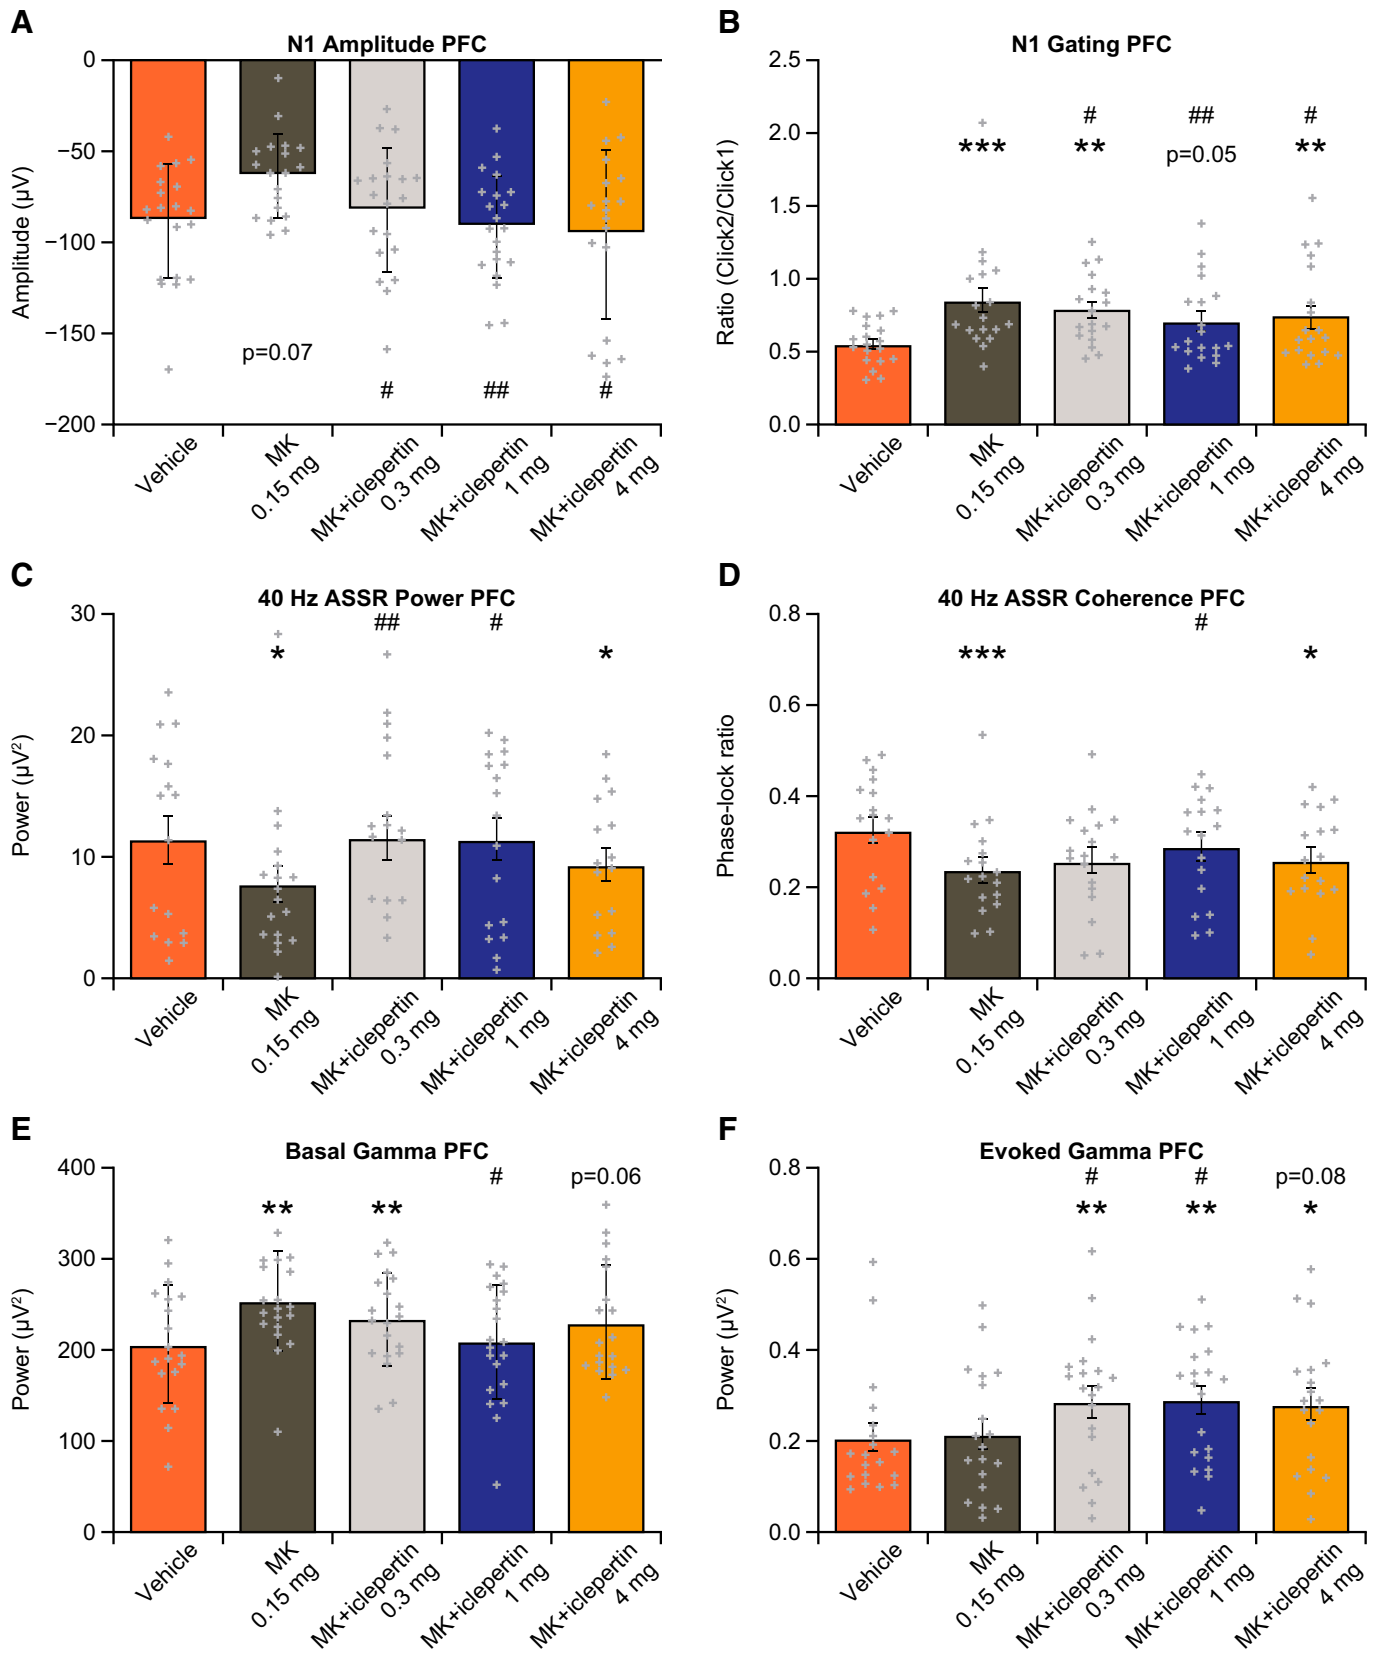 A
N1 Amplitude PFC
Amplitude (µV)
0
−50
−100
−150
−200
p=0.07
#
##
#
Vehicle
MK
0.15 mg
MK+iclepertin
0.3 mg
MK+iclepertin
1 mg
MK+iclepertin
4 mg
B
N1 Gating PFC
Ratio (Click2/Click1)
2.5
2.0
1.5
1.0
0.5
0.0
#
##
#
***
**
p=0.05
**
Vehicle
MK
0.15 mg
MK+iclepertin
0.3 mg
MK+iclepertin
1 mg
MK+iclepertin
4 mg
C
40 Hz ASSR Power PFC
Power (µV²)
30
20
10
0
##
#
*
*
Vehicle
MK
0.15 mg
MK+iclepertin
0.3 mg
MK+iclepertin
1 mg
MK+iclepertin
4 mg
D
40 Hz ASSR Coherence PFC
Phase-lock ratio
0.8
0.6
0.4
0.2
0.0
#
***
*
Vehicle
MK
0.15 mg
MK+iclepertin
0.3 mg
MK+iclepertin
1 mg
MK+iclepertin
4 mg
E
Basal Gamma PFC
Power (µV²)
400
300
200
100
0
#
p=0.06
**
**
Vehicle
MK
0.15 mg
MK+iclepertin
0.3 mg
MK+iclepertin
1 mg
MK+iclepertin
4 mg
F
Evoked Gamma PFC
Power (µV²)
0.8
0.6
0.4
0.2
0.0
#
#
p=0.08
**
**
*
Vehicle
MK
0.15 mg
MK+iclepertin
0.3 mg
MK+iclepertin
1 mg
MK+iclepertin
4 mg